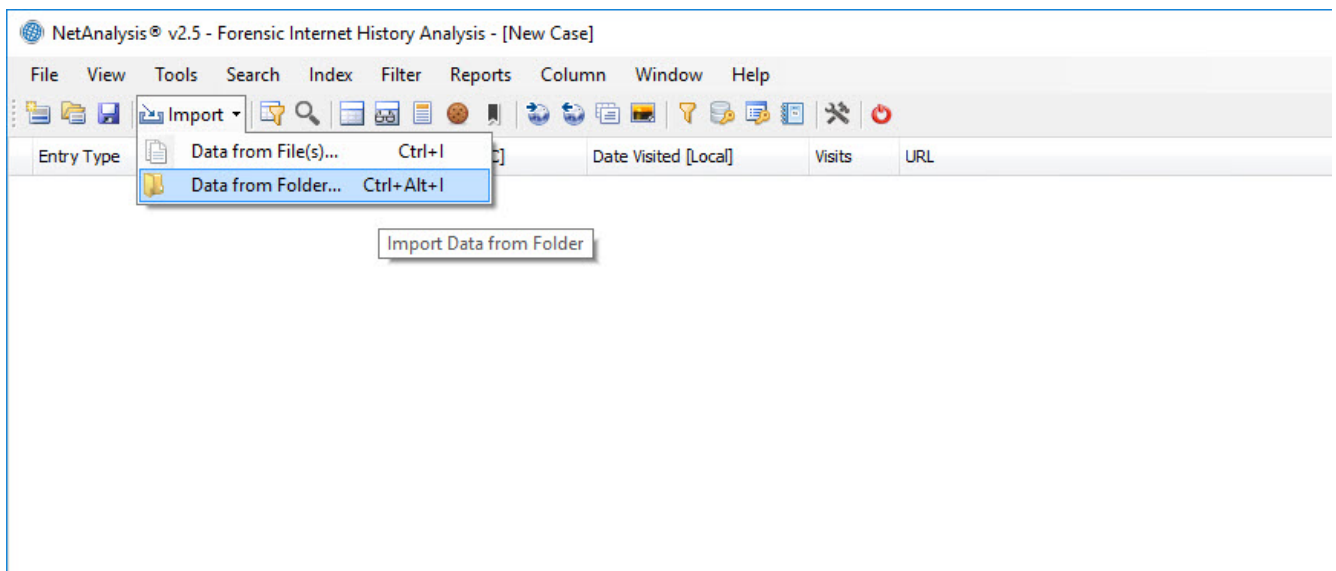 NetAnalysis® v2.5 - Forensic Internet History Analysis - [New Case]
File View Tools Search Index Filter Reports Column Window Help
Import
Entry Type C] Date Visited [Local] Visits URL
Data from File(s)... Ctrl+I
Data from Folder... Ctrl+Alt+I
Import Data from Folder